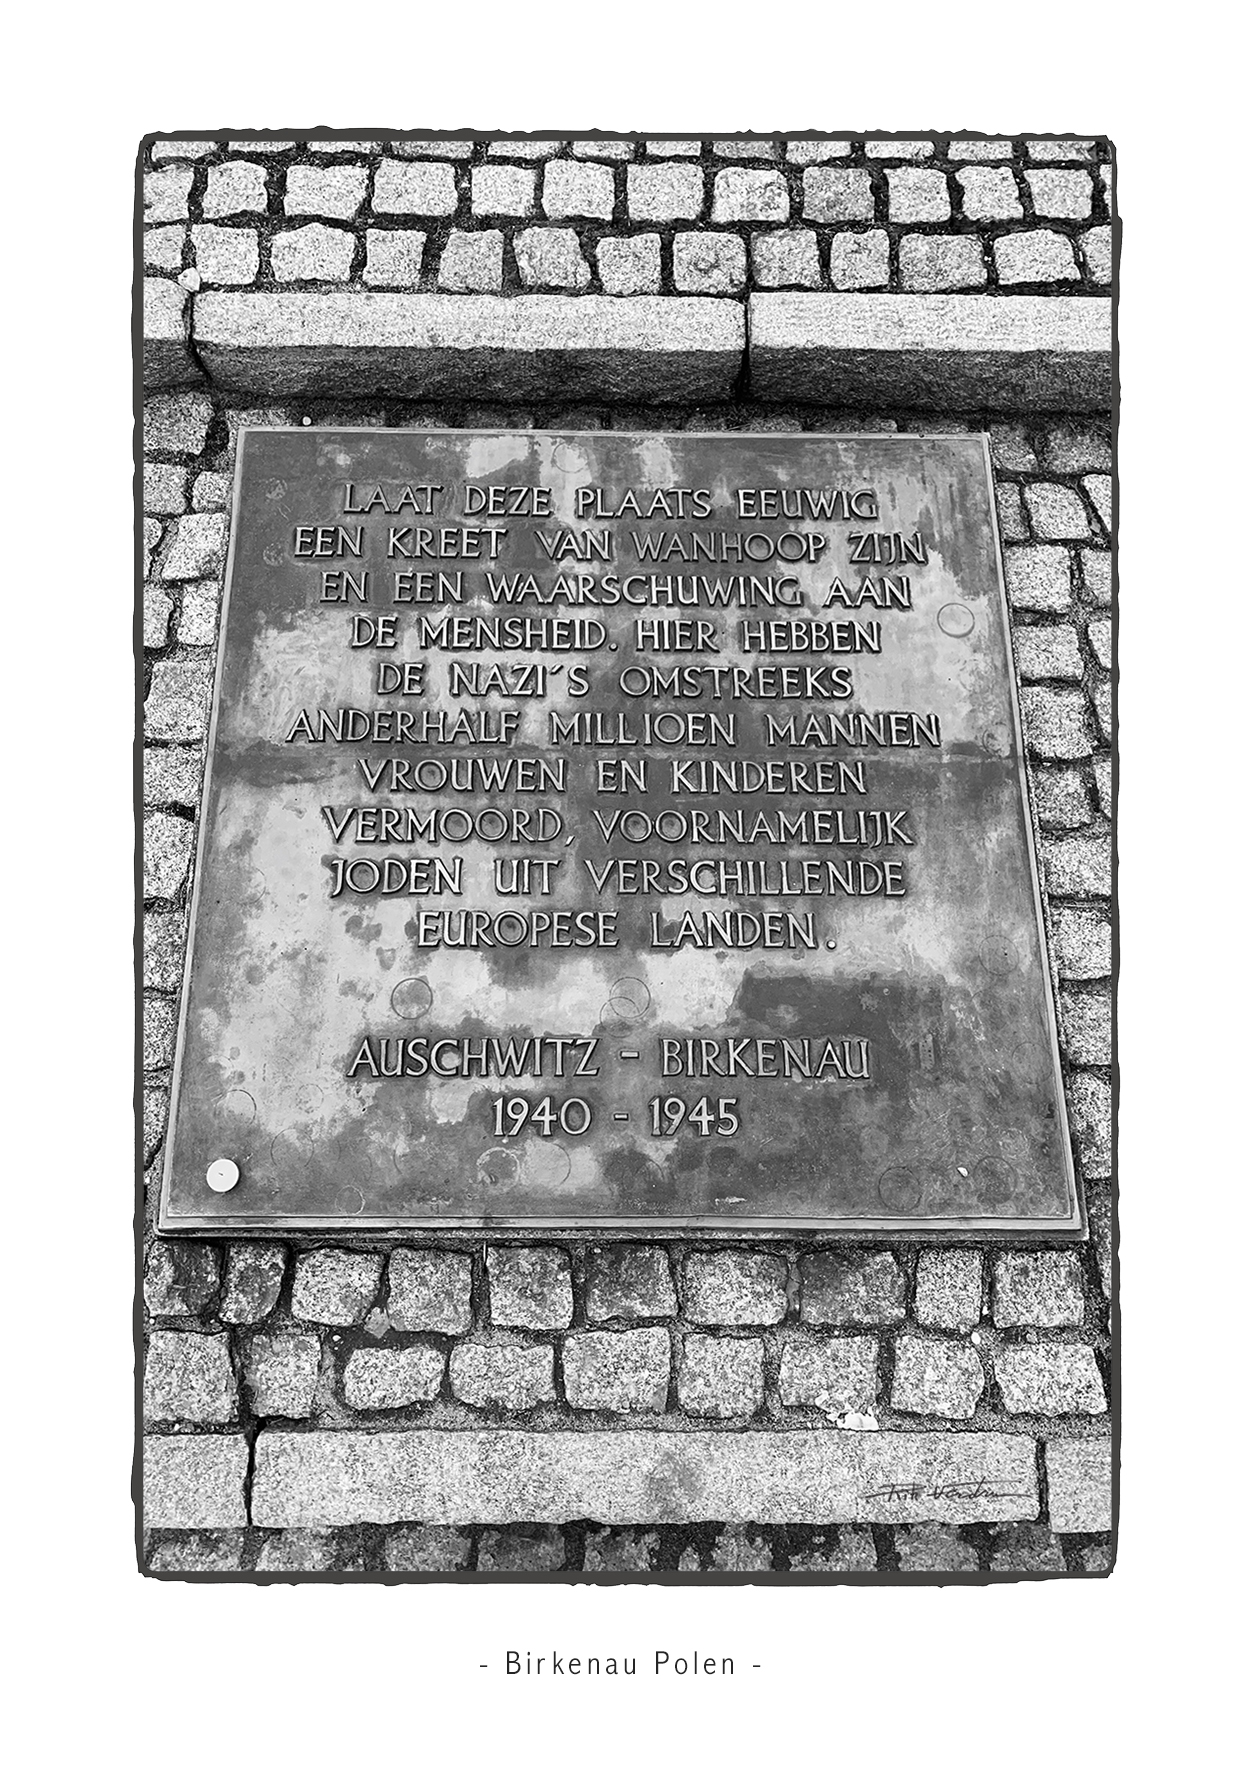 LAAT DEZE PLAATS EEUWIG
EEN KREET VAN WANHOOP ZIJN
EN EEN WAARSCHUWING AAN
DE MENSHEID. HIER HEBBEN
DE NAZI´S OMSTREEKS
ANDERHALF MILLIOEN MANNEN
VROUWEN EN KINDEREN
VERMOORD, VOORNAMELIJK
JODEN UIT VERSCHILLENDE
EUROPESE LANDEN.
AUSCHWITZ - BIRKENAU
1940 - 1945
- Birkenau Polen -